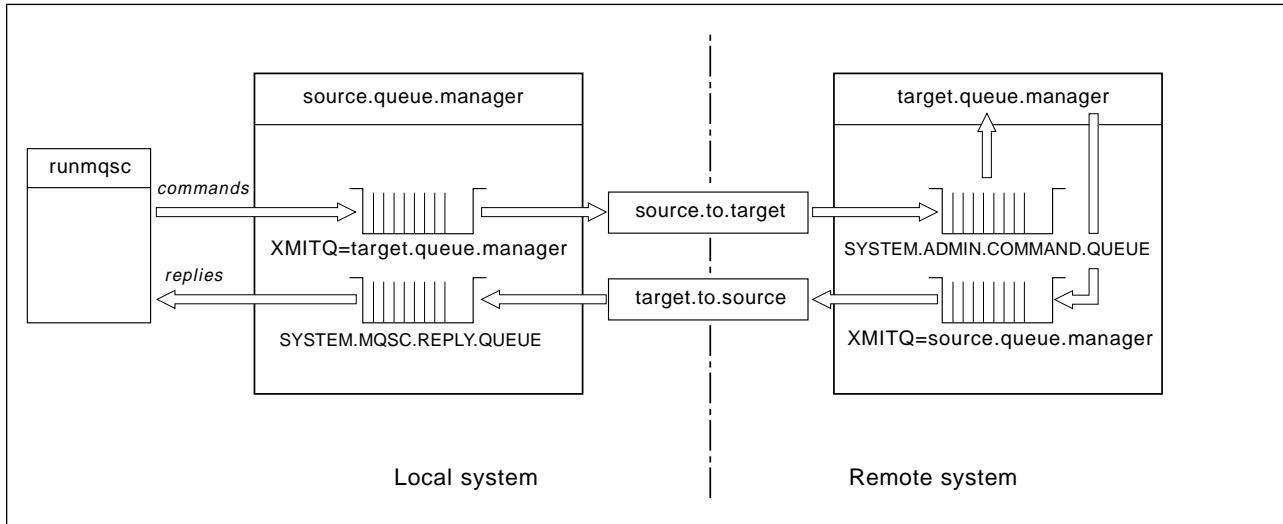 source.queue.manager
target.queue.manager
runmqsc
commands
source.to.target
XMITQ=target.queue.manager
SYSTEM.ADMIN.COMMAND.QUEUE
replies
target.to.source
SYSTEM.MQSC.REPLY.QUEUE
XMITQ=source.queue.manager
Local system
Remote system